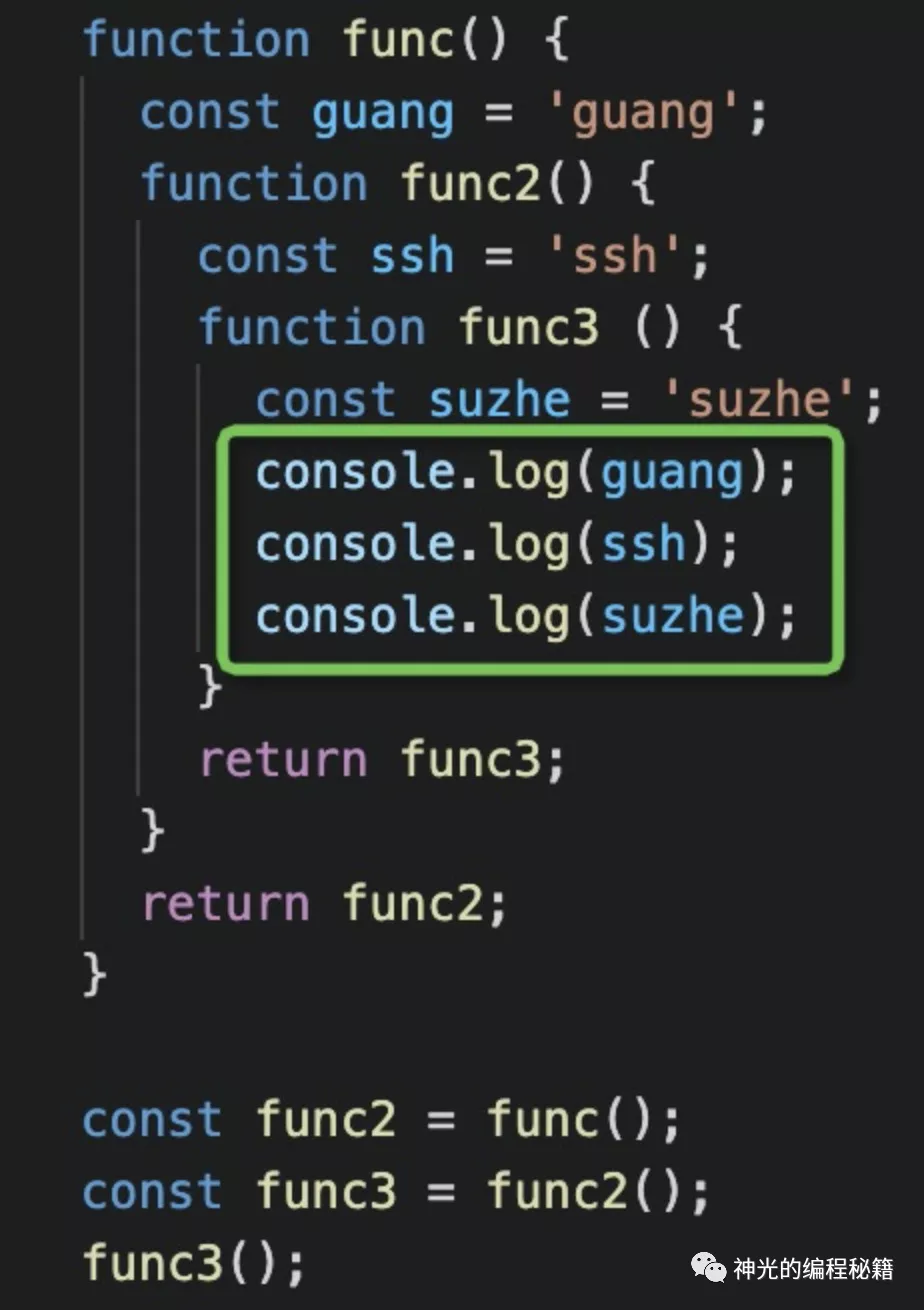 function func() {
  const guang = 'guang';
  function func2() {
    const ssh = 'ssh';
    function func3 () {
      const suzhe = 'suzhe';
      console.log(guang);
      console.log(ssh);
      console.log(suzhe);
    }
    return func3;
  }
  return func2;
}
const func2 = func();
const func3 = func2();
func3();
神光的编程秘籍